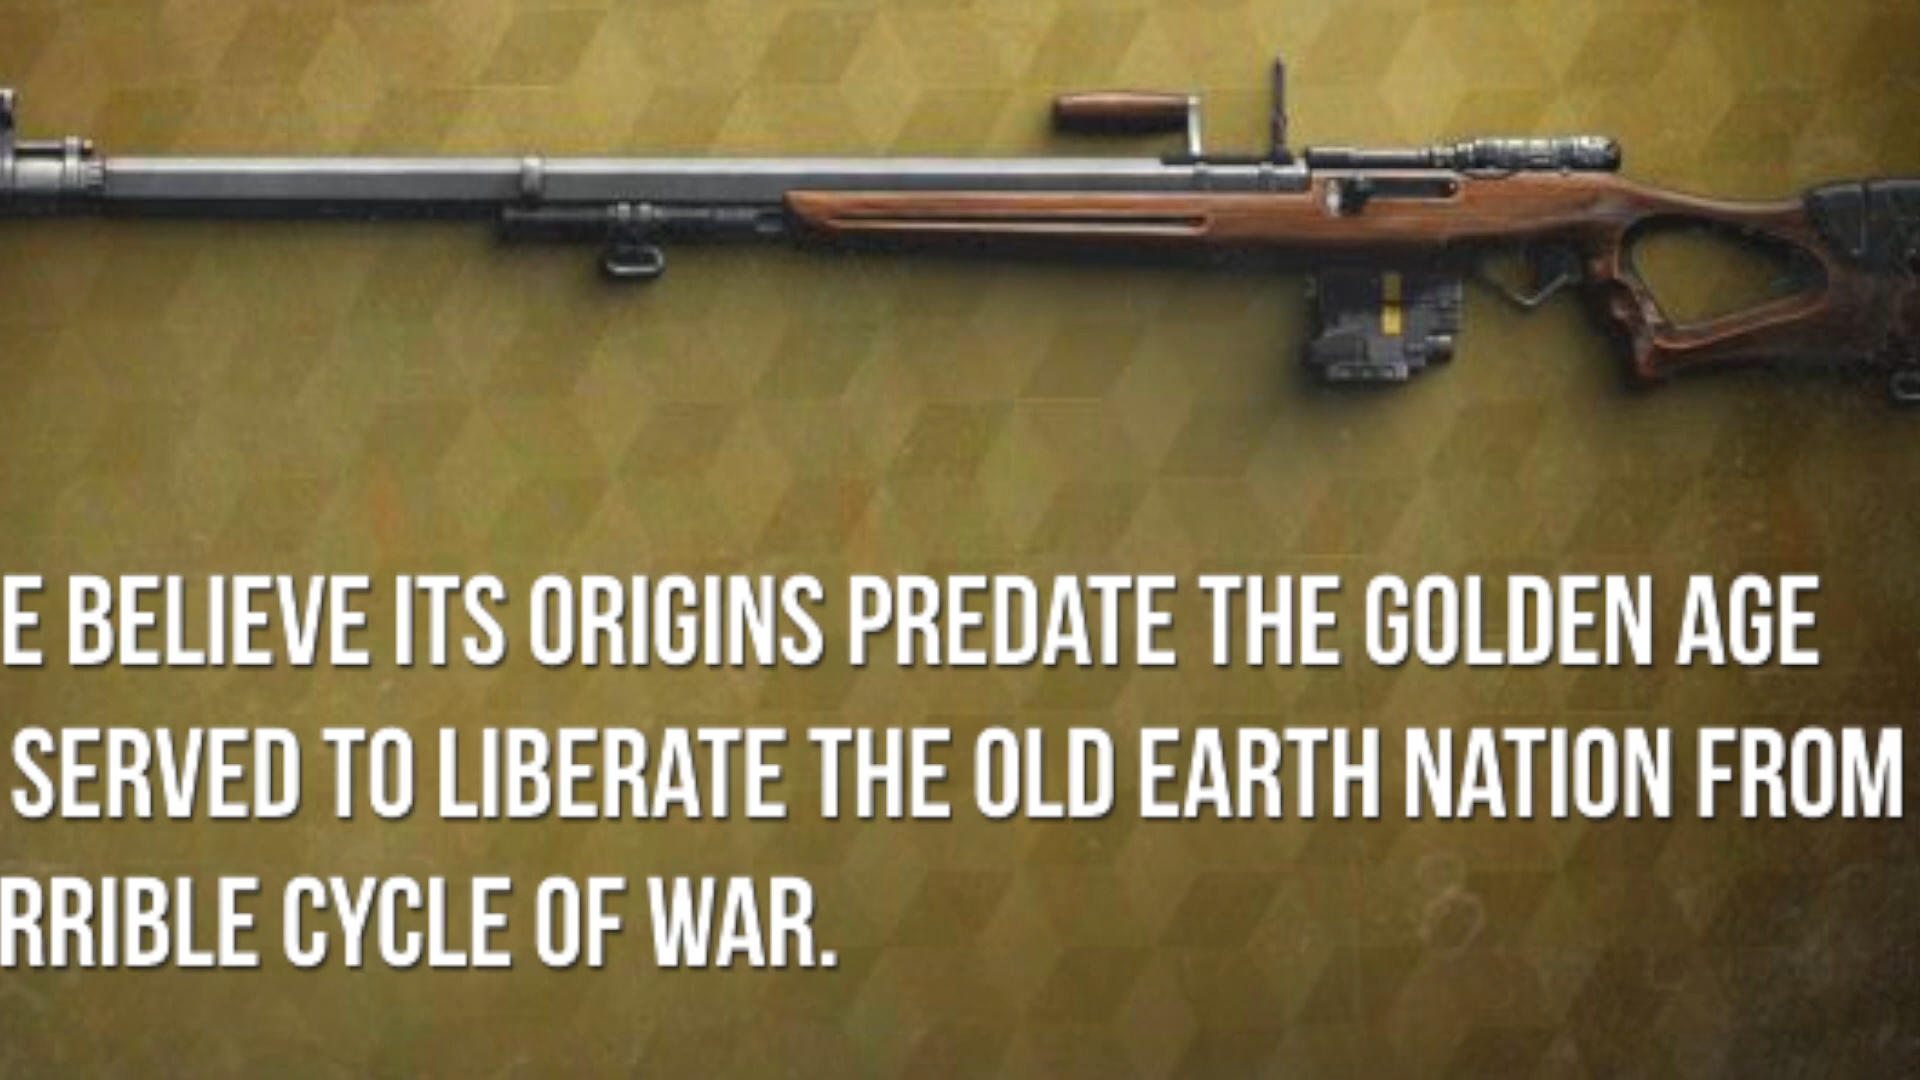 E BELIEVE ITS ORIGINS PREDATE THE GOLDEN AGE
SERVED TO LIBERATE THE OLD EARTH NATION FROM
RRIBLE CYCLE OF WAR.